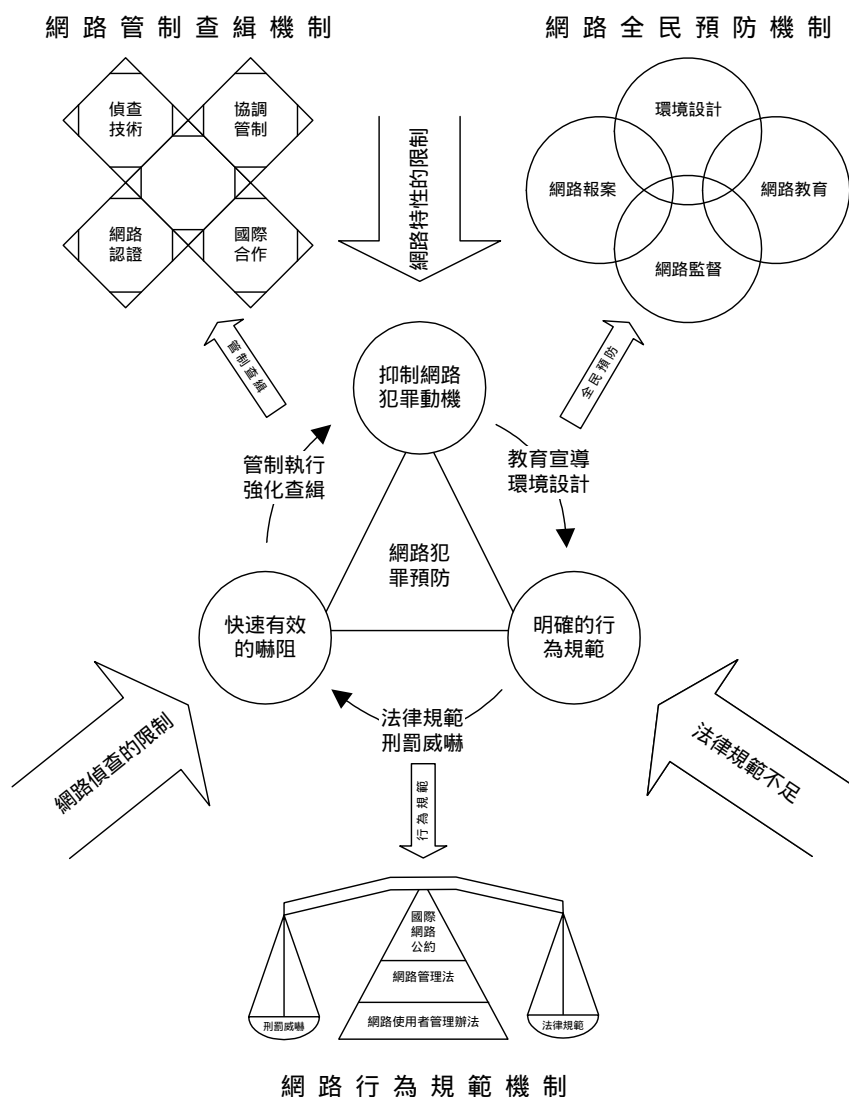 網路管制查緝機制
網路全民預防機制
偵查
技術
協調
管制
網路
認證
國際
合作
網路特性的限制
環境設計
網路報案
網路教育
網路監督
管制查緝
全民預防
抑制網路
犯罪動機
管制執行
強化查緝
教育宣導
環境設計
網路犯
罪預防
快速有效
的嚇阻
明確的行
為規範
法律規範
刑罰威嚇
網路偵查的限制
法律規範不足
行為規範
國際
網路
公約
網路管理法
網路使用者管理辦法
刑罰威嚇
法律規範
網路行為規範機制